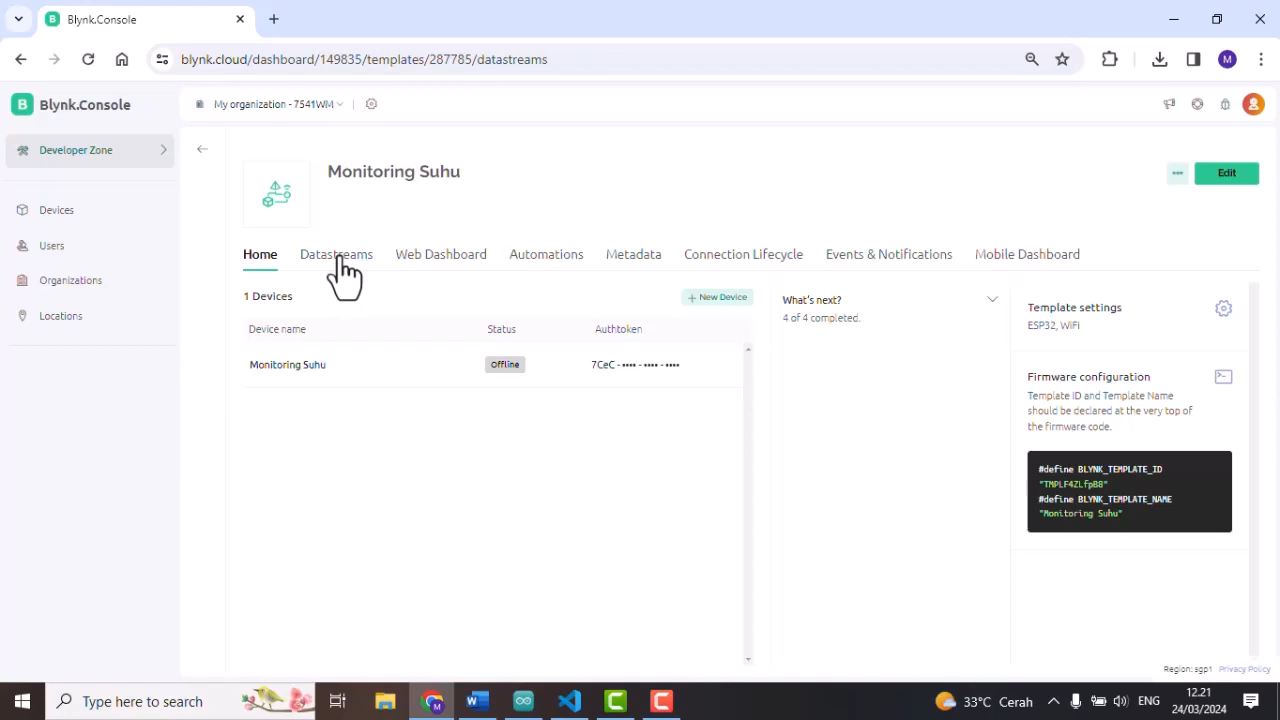 Blynk.Console
blynk.cloud/dashboard/149835/templates/287785/datastreams
M
B Blynk.Console
My organization - 7541WM
Developer Zone
Devices
Users
Organizations
Locations
Monitoring Suhu
Edit
Home Datastreams Web Dashboard Automations Metadata Connection Lifecycle Events & Notifications Mobile Dashboard
1 Devices
+ New Device
Device name Status Authtoken
Monitoring Suhu Offline 7CeC - •••• - •••• - ••••
What's next?
4 of 4 completed.
Template settings
ESP32, WiFi
Firmware configuration
Template ID and Template Name
should be declared at the very top of
the firmware code.
#define BLYNK_TEMPLATE_ID
"TMPLF4ZLfpB8"
#define BLYNK_TEMPLATE_NAME
"Monitoring Suhu"
Region: sgp1 Privacy Policy
Type here to search
33°C Cerah
ENG
12.21
24/03/2024